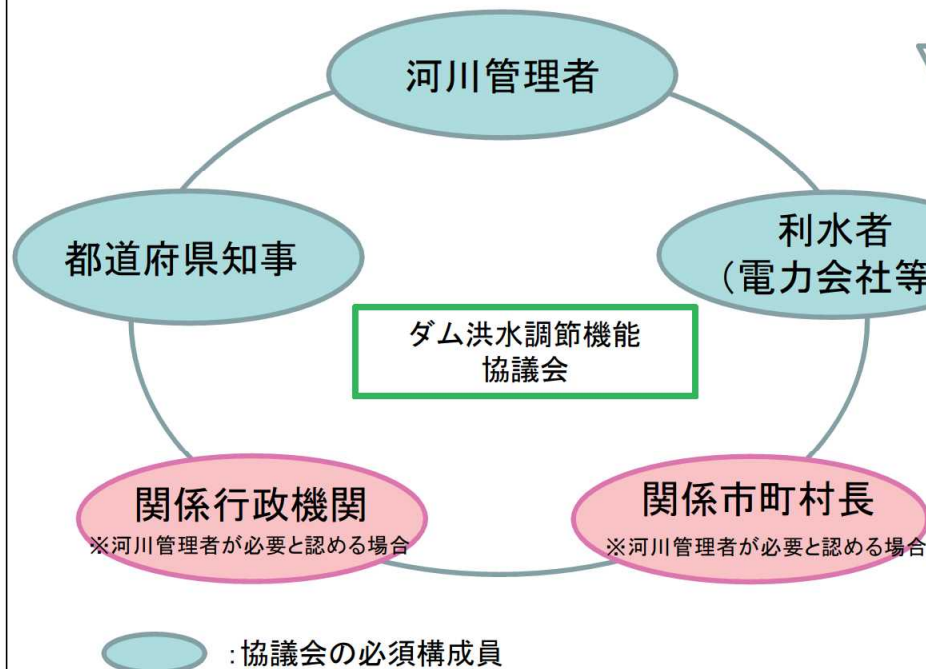 河川管理者
都道府県知事
利水者
（電力会社等
ダム洪水調節機能
協議会
関係行政機関
※河川管理者が必要と認める場合
関係市町村長
※河川管理者が必要と認める場合
：協議会の必須構成員